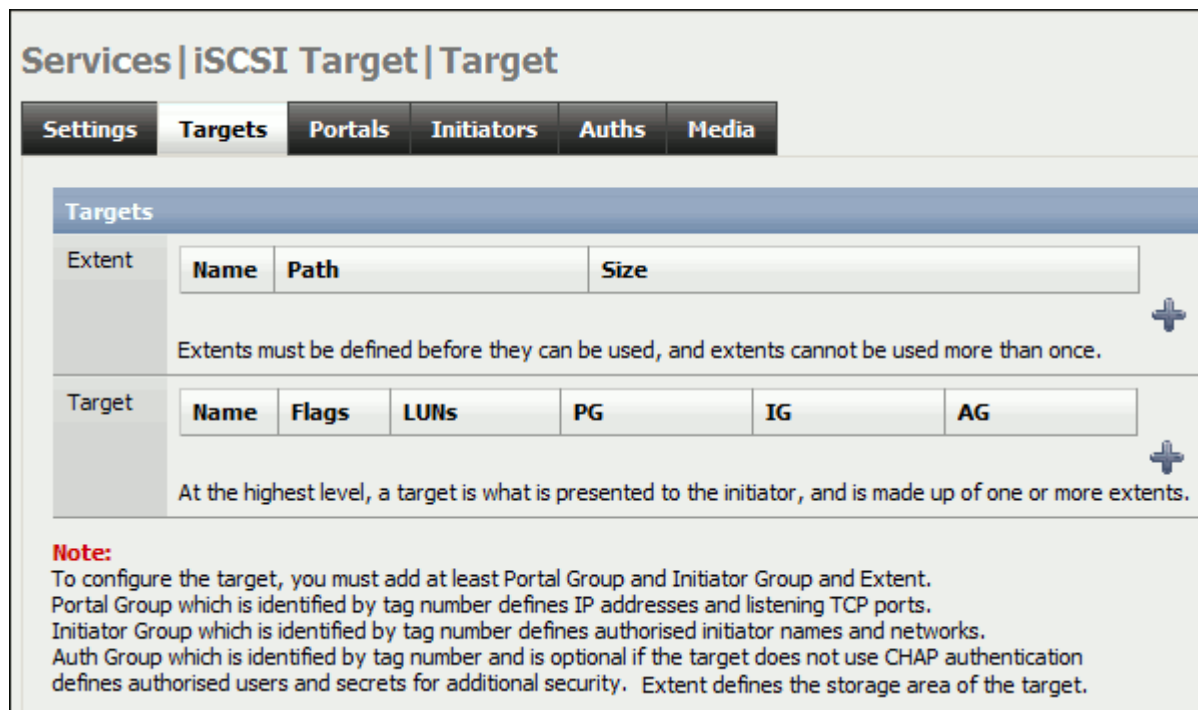 Services|iSCSI Target|Target
Settings Targets Portals Initiators Auths Media
Targets
Extent Name Path Size
Extents must be defined before they can be used, and extents cannot be used more than once.
Target Name Flags LUNs PG IG AG
At the highest level, a target is what is presented to the initiator, and is made up of one or more extents.
Note:
To configure the target, you must add at least Portal Group and Initiator Group and Extent.
Portal Group which is identified by tag number defines IP addresses and listening TCP ports.
Initiator Group which is identified by tag number defines authorised initiator names and networks.
Auth Group which is identified by tag number and is optional if the target does not use CHAP authentication
defines authorised users and secrets for additional security. Extent defines the storage area of the target.